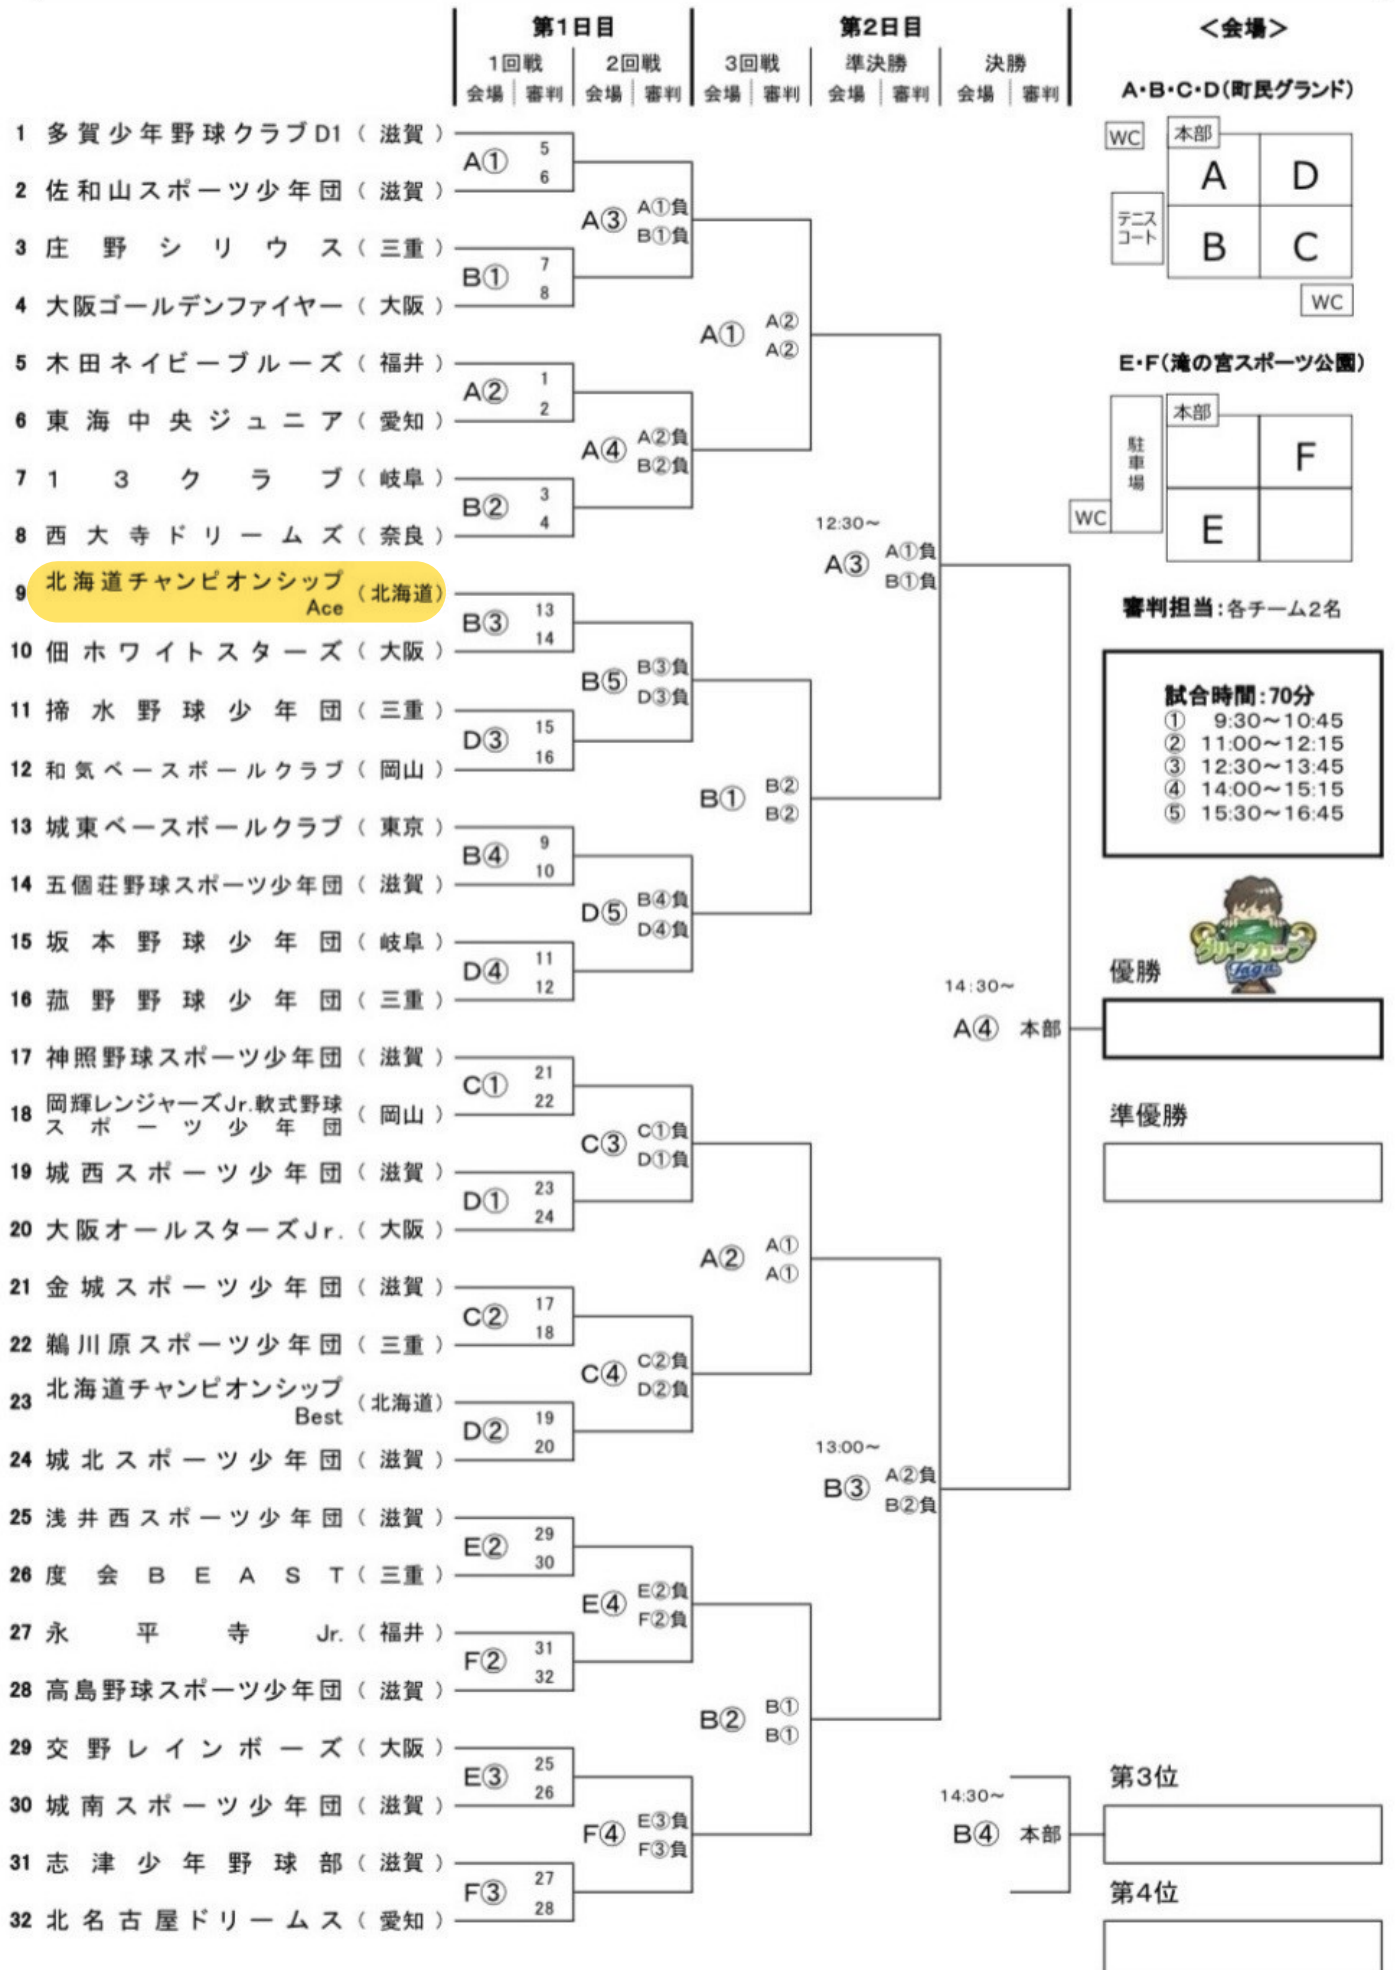 第1日目 第2日目 <会場>
1回戦 2回戦 3回戦 準決勝 決勝
会場 審判 会場 審判 会場 審判 会場 審判 会場 審判
A・B・C・D(町民グランド)
WC 本部
A D
テニス
コート
B C
WC
E・F(滝の宮スポーツ公園)
本部
駐車場
F
WC
E
審判担当:各チーム2名
試合時間:70分
① 9:30~10:45
② 11:00~12:15
③ 12:30~13:45
④ 14:00~15:15
⑤ 15:30~16:45
1 多賀少年野球クラブD1 (滋賀)
A① 5 6
2 佐和山スポーツ少年団 (滋賀)
A③ A①負 B①負
3 庄野シリウス (三重)
B① 7 8
4 大阪ゴールデンファイヤー (大阪)
A① A② A②
5 木田ネイビーブルーズ (福井)
A② 1 2
6 東海中央ジュニア (愛知)
A④ A②負 B②負
7 13クラブ (岐阜)
B② 3 4
8 西大寺ドリームズ (奈良)
12:30~
A③ A①負 B①負
9 北海道チャンピオンシップ
Ace (北海道)
B③ 13 14
10 佃ホワイトスターズ (大阪)
B⑤ B③負 D③負
11 揥水野球少年団 (三重)
D③ 15 16
12 和気ベースボールクラブ (岡山)
B① B② B②
13 城東ベースボールクラブ (東京)
B④ 9 10
14 五個荘野球スポーツ少年団 (滋賀)
D⑤ B④負 D④負
15 坂本野球少年団 (岐阜)
D④ 11 12
16 菰野野球少年団 (三重)
14:30~
A④ 本部
グリーンカップ
Taga
優勝
準優勝
17 神照野球スポーツ少年団 (滋賀)
C① 21 22
18 岡輝レンジャーズJr.軟式野球
スポーツ少年団 (岡山)
C③ C①負 D①負
19 城西スポーツ少年団 (滋賀)
D① 23 24
20 大阪オールスターズJr. (大阪)
A② A① A①
21 金城スポーツ少年団 (滋賀)
C② 17 18
22 鵜川原スポーツ少年団 (三重)
C④ C②負 D②負
23 北海道チャンピオンシップ
Best (北海道)
D② 19 20
24 城北スポーツ少年団 (滋賀)
13:00~
B③ A②負 B②負
25 浅井西スポーツ少年団 (滋賀)
E② 29 30
26 度会BEAST (三重)
E④ E②負 F②負
27 永平寺Jr. (福井)
F② 31 32
28 高島野球スポーツ少年団 (滋賀)
B② B① B①
29 交野レインボーズ (大阪)
E③ 25 26
30 城南スポーツ少年団 (滋賀)
F④ E③負 F③負
31 志津少年野球部 (滋賀)
F③ 27 28
32 北名古屋ドリームス (愛知)
14:30~
B④ 本部
第3位
第4位